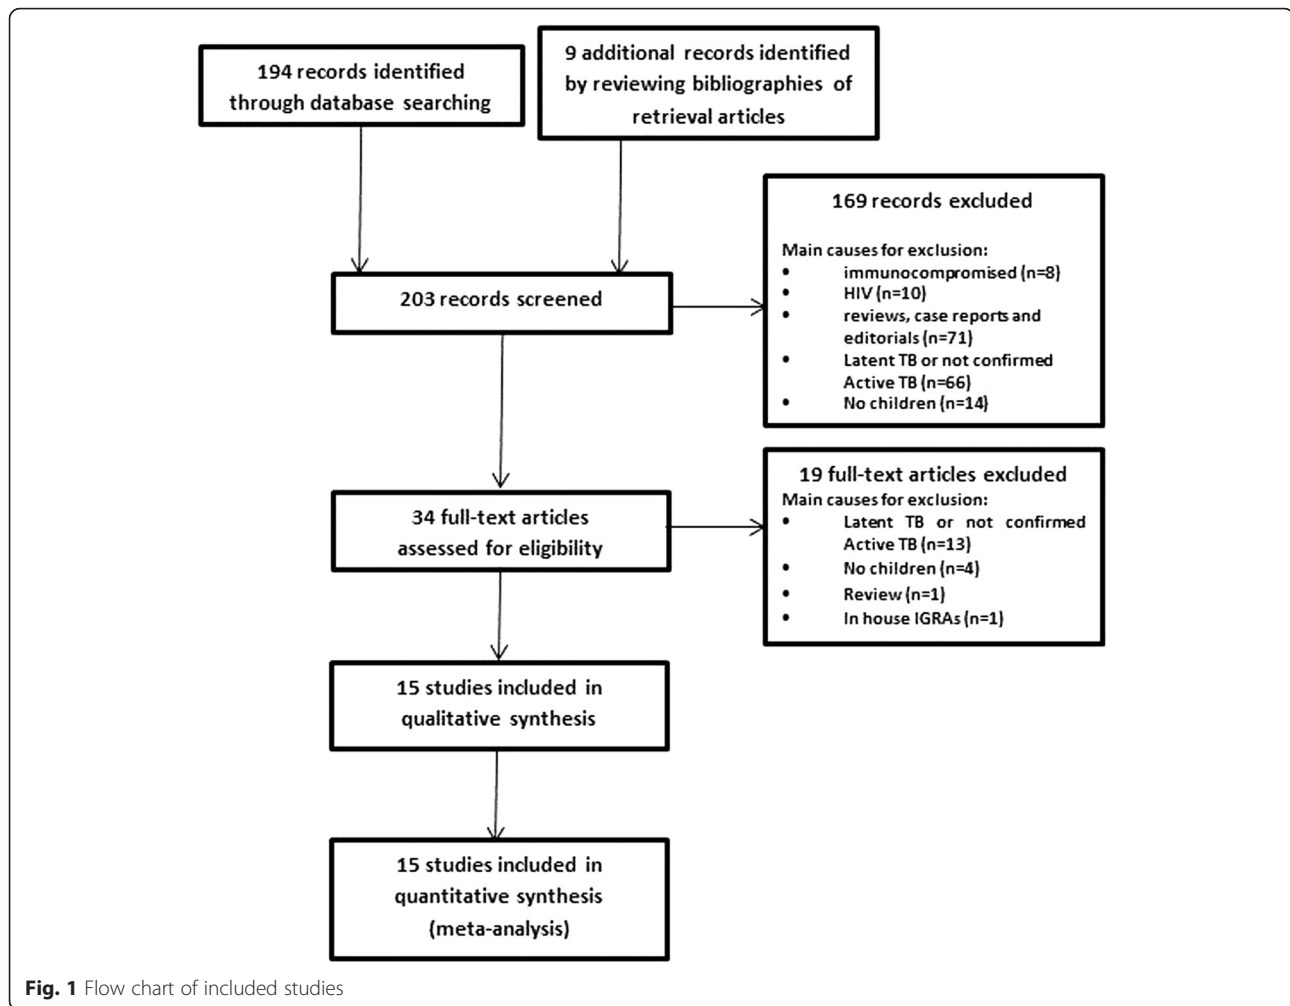 194 records identified
through database searching
9 additional records identified
by reviewing bibliographies of
retrieval articles
169 records excluded
Main causes for exclusion:
• immunocompromised (n=8)
• HIV (n=10)
• reviews, case reports and
editorials (n=71)
• Latent TB or not confirmed
Active TB (n=66)
• No children (n=14)
203 records screened
19 full-text articles excluded
Main causes for exclusion:
• Latent TB or not confirmed
Active TB (n=13)
• No children (n=4)
• Review (n=1)
• In house IGRAs (n=1)
34 full-text articles
assessed for eligibility
15 studies included in
qualitative synthesis
15 studies included in
quantitative synthesis
(meta-analysis)
Fig. 1 Flow chart of included studies